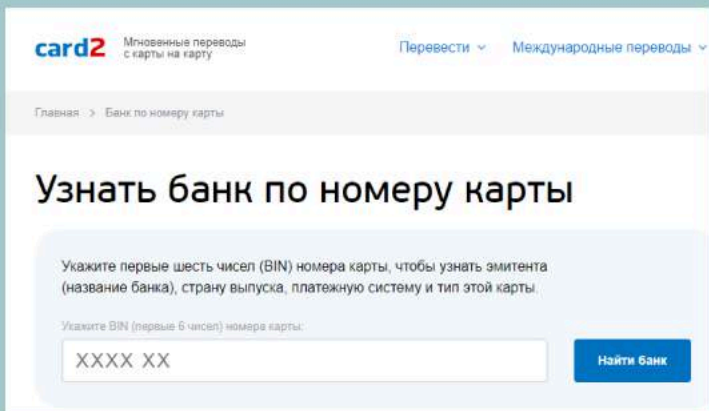 card2
Мгновенные переводы
с карты на карту
Перевести
Международные переводы
Главная > Банк по номеру карты
Узнать банк по номеру карты
Укажите первые шесть чисел (BIN) номера карты, чтобы узнать эмитента
(название банка), страну выпуска, платежную систему и тип этой карты.
Укажите BIN (первые 6 чисел) номера карты:
XXXX XX
Найти банк